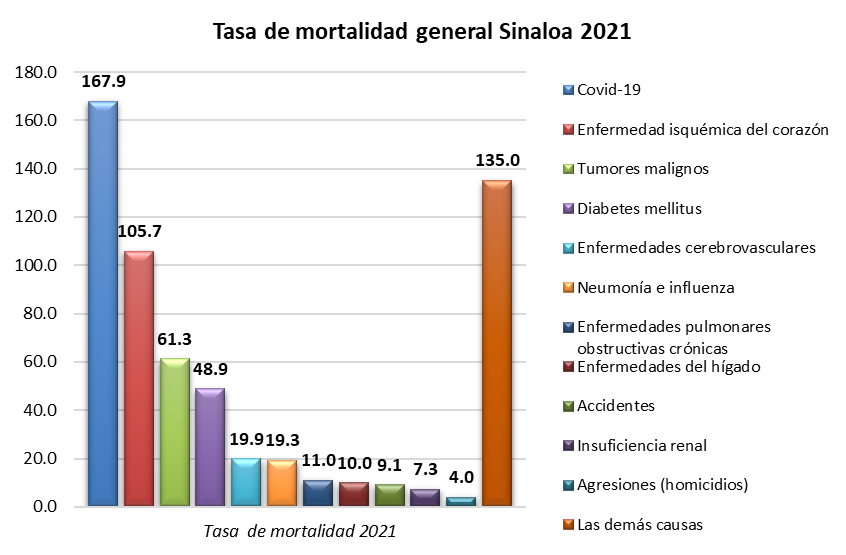 Tasa de mortalidad general Sinaloa 2021
180.0
160.0
140.0
120.0
100.0
80.0
60.0
40.0
20.0
0.0
167.9
105.7
61.3
48.9
19.9
19.3
11.0
10.0
9.1
7.3
4.0
135.0
Tasa de mortalidad 2021
Covid-19
Enfermedad isquémica del corazón
Tumores malignos
Diabetes mellitus
Enfermedades cerebrovasculares
Neumonía e influenza
Enfermedades pulmonares
obstructivas crónicas
Enfermedades del hígado
Accidentes
Insuficiencia renal
Agresiones (homicidios)
Las demás causas